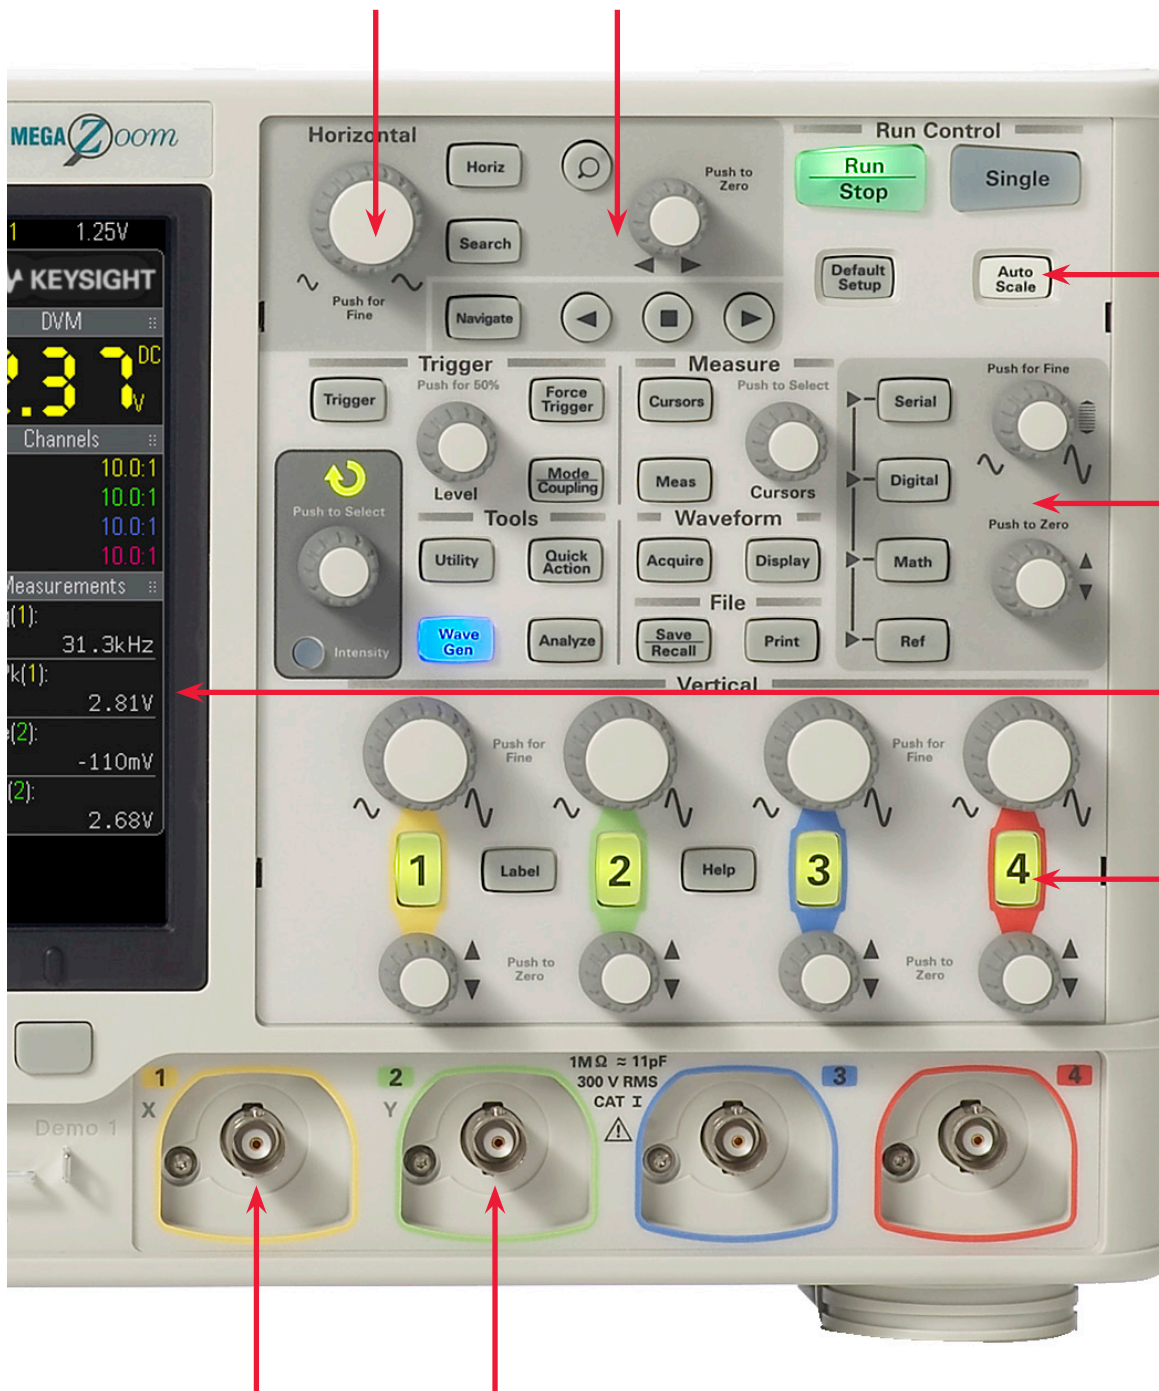 MEGA Zoom
1 1.25V
KEYSIGHT
DVM
2.37 DC
V
Channels
10.0:1
10.0:1
10.0:1
10.0:1
Measurements
(1):
31.3kHz
Pk(1):
2.81V
(2):
-110mV
(2):
2.68V
Horizontal
Horiz
Search
Push for
Fine
Navigate
Push to
Zero
Run Control
Run
Stop
Single
Default
Setup
Auto
Scale
Trigger
Push for 50%
Trigger
Force
Trigger
Level
Mode
Coupling
Measure
Push to Select
Cursors
Meas
Cursors
Push to Select
Intensity
Tools
Utility
Quick
Action
Wave
Gen
Analyze
Waveform
Acquire
Display
File
Save
Recall
Print
Serial
Digital
Math
Ref
Push for Fine
Push to Zero
Vertical
Push for
Fine
Push for
Fine
1
Label
2
Help
3
4
Push to
Zero
Push to
Zero
1
X
2
Y
1MΩ ≈ 11pF
300 V RMS
CAT I
3
4
Demo 1